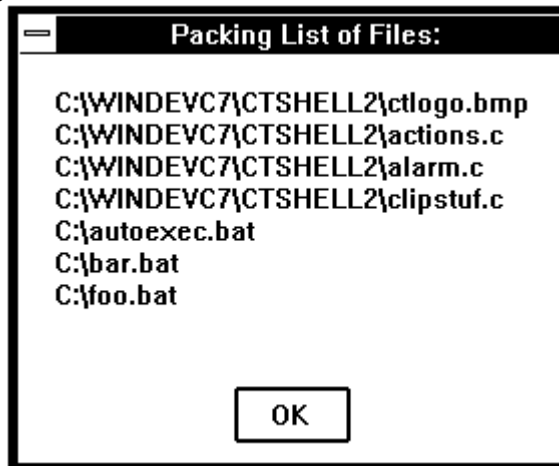 Packing List of Files:
C:\WINDEVC7\CTSHELL2\ctlogo.bmp
C:\WINDEVC7\CTSHELL2\actions.c
C:\WINDEVC7\CTSHELL2\alarm.c
C:\WINDEVC7\CTSHELL2\clipstuf.c
C:\autoexec.bat
C:\bar.bat
C:\foo.bat
OK